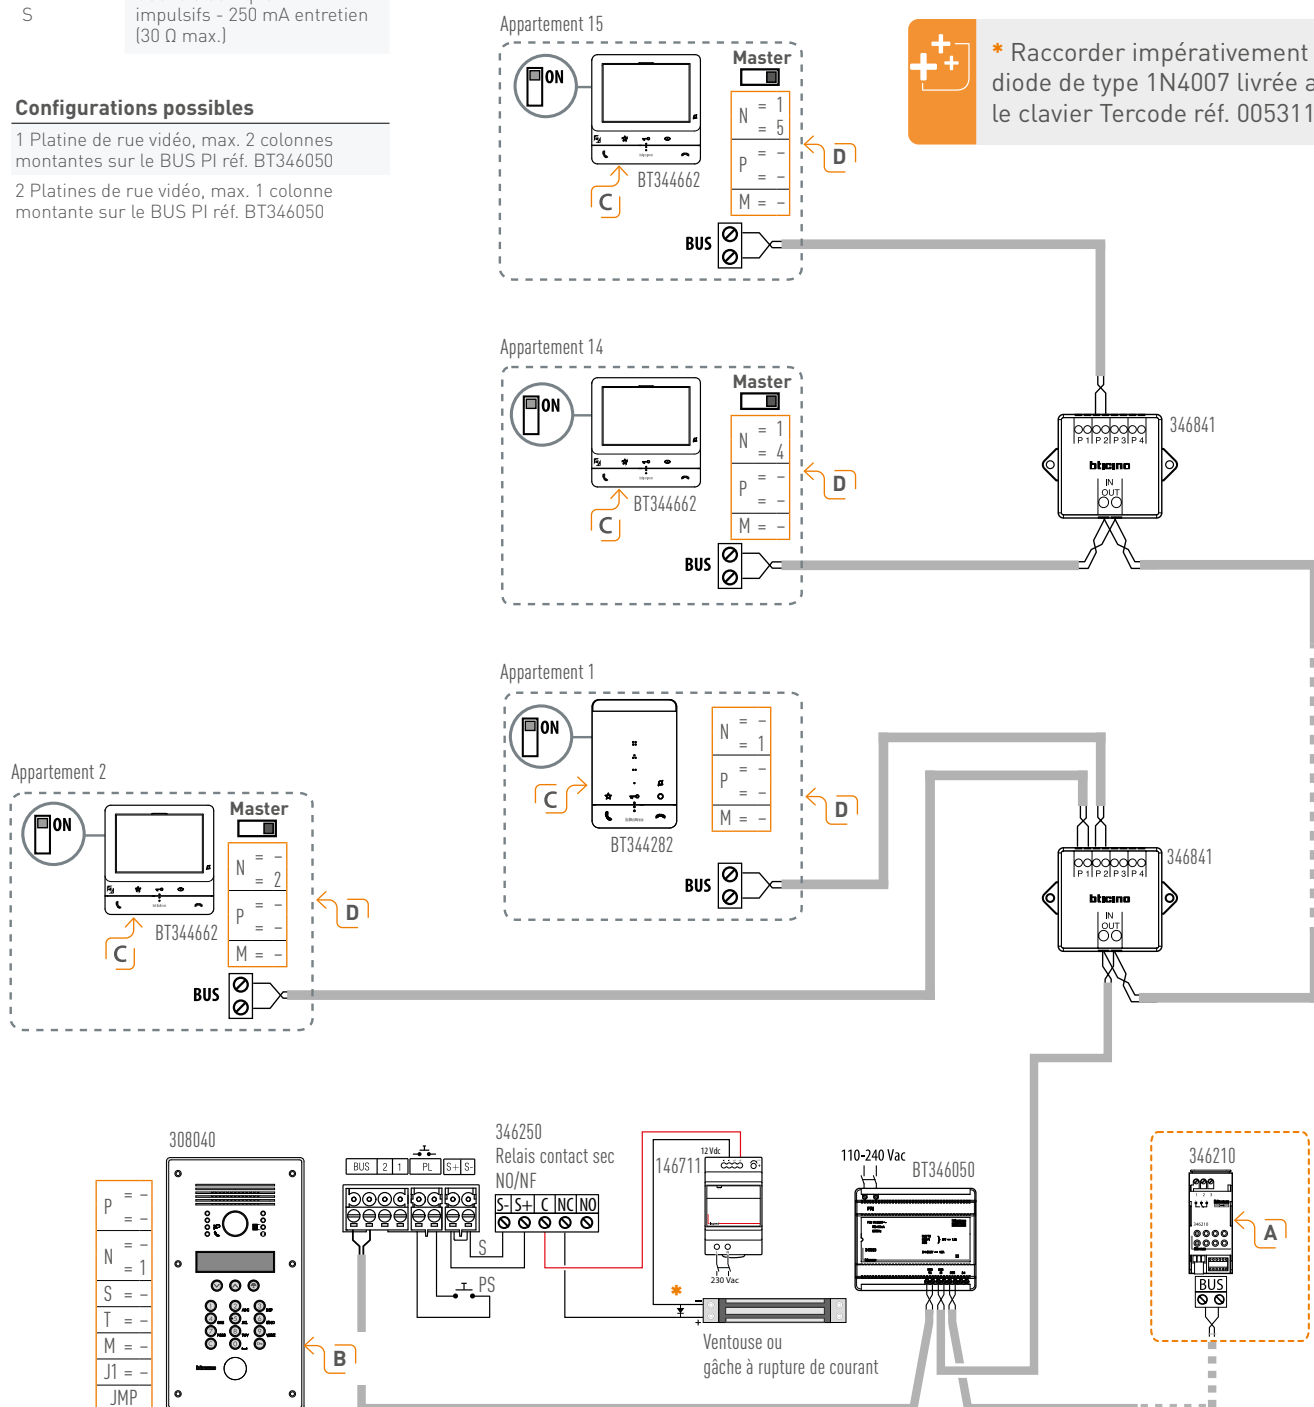 S
impulsifs - 250 mA entretien
(30 Ω max.)
Configurations possibles
1 Platine de rue vidéo, max. 2 colonnes
montantes sur le BUS PI réf. BT346050
2 Platines de rue vidéo, max. 1 colonne
montante sur le BUS PI réf. BT346050
* Raccorder impérativement
diode de type 1N4007 livrée
le clavier Tercode réf. 005311
Appartement 15
ON
Master
N = 1
= 5
P = –
= –
M = –
D
C
BT344662
BUS
Appartement 14
ON
Master
N = 1
= 4
P = –
= –
M = –
D
C
BT344662
BUS
346841
P1 P2 P3 P4
bticino
IN
OUT
Appartement 1
ON
N = –
= 1
P = –
= –
M = –
D
C
BT344282
BUS
Appartement 2
ON
Master
N = –
= 2
P = –
= –
M = –
D
C
BT344662
BUS
346841
P1 P2 P3 P4
bticino
IN
OUT
308040
P = –
= –
N = –
= 1
S = –
T = –
M = –
J1 = –
JMP
B
BUS 2 1 PL S+ S-
S
PS
346250
Relais contact sec
NO/NF
S- S+ C NC NO
146711
12 Vdc
230 Vac
*
–
+
Ventouse ou
gâche à rupture de courant
110-240 Vac
BT346050
PRI
346210
1 2 3
346210
BUS
A